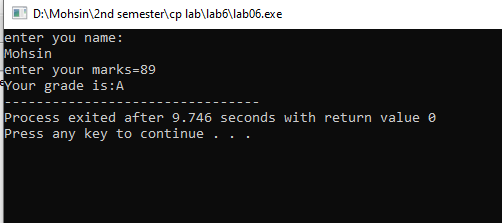 D:\Mohsin\2nd semester\cp lab\lab6\lab06.exe
enter you name:
Mohsin
enter your marks=89
Your grade is:A
--------------------------------
Process exited after 9.746 seconds with return value 0
Press any key to continue . . .